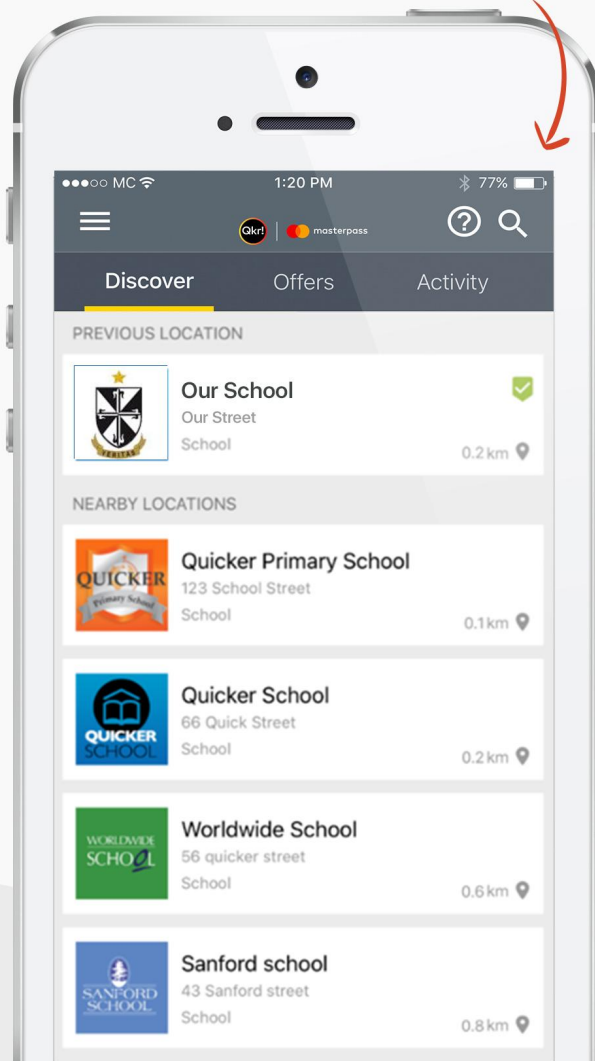 MC
1:20 PM
77%
Qkr!
masterpass
Discover
Offers
Activity
PREVIOUS LOCATION
VERITAS
Our School
Our Street
School
0.2 km
NEARBY LOCATIONS
QUICKER
Primary School
Quicker Primary School
123 School Street
School
0.1 km
QUICKER
SCHOOL
Quicker School
66 Quick Street
School
0.2 km
WORLDWIDE
SCHOOL
Worldwide School
56 quicker street
School
0.6 km
SANFORD
SCHOOL
Sanford school
43 Sanford street
School
0.8 km